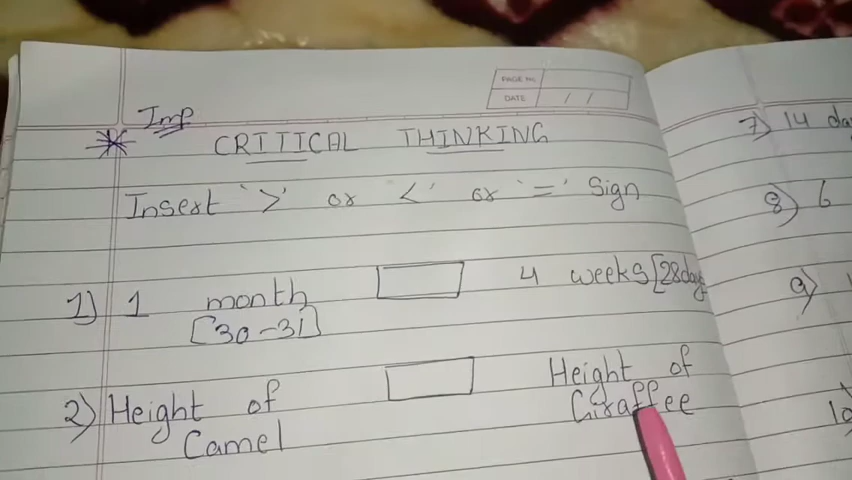 PAGE No
DATE / /
Imp
CRITICAL THINKING
Insert '>' or '<' or '=' Sign
1) 1 month 4 weeks [28days
[30-31]
2) Height of Height of
Camel Giraffee
7) 14 da
8) 6
9)
10